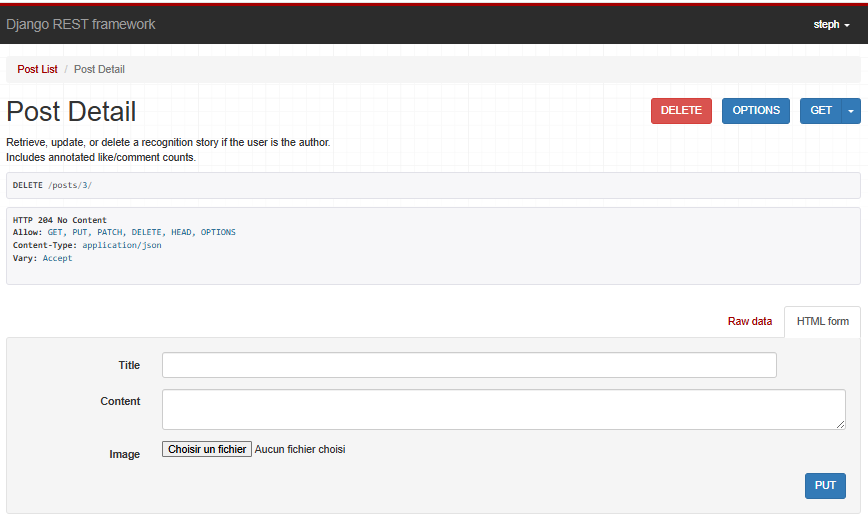 Django REST framework
steph
Post List / Post Detail
Post Detail
DELETE
OPTIONS
GET
Retrieve, update, or delete a recognition story if the user is the author.
Includes annotated like/comment counts.
DELETE /posts/3/
HTTP 204 No Content
Allow: GET, PUT, PATCH, DELETE, HEAD, OPTIONS
Content-Type: application/json
Vary: Accept
Raw data
HTML form
Title
Content
Image
Choisir un fichier Aucun fichier choisi
PUT